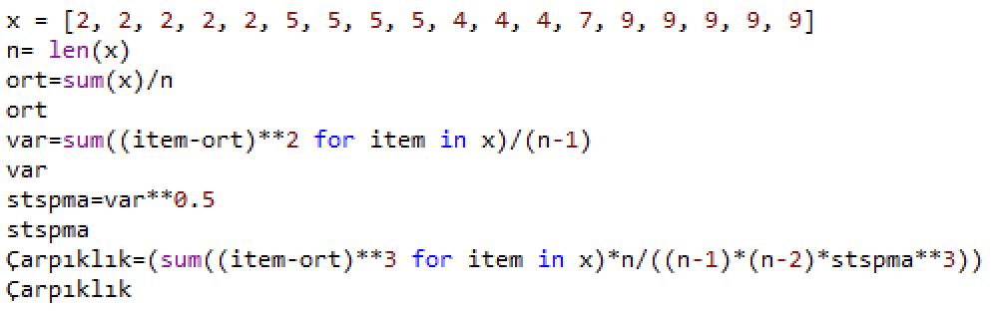 x = [2, 2, 2, 2, 2, 5, 5, 5, 5, 4, 4, 4, 7, 9, 9, 9, 9, 9]
n= len(x)
ort=sum(x)/n
ort
var=sum((item-ort)**2 for item in x)/(n-1)
var
stspma=var**0.5
stspma
Çarpıklık=(sum((item-ort)**3 for item in x)*n/((n-1)*(n-2)*stspma**3))
Çarpıklık